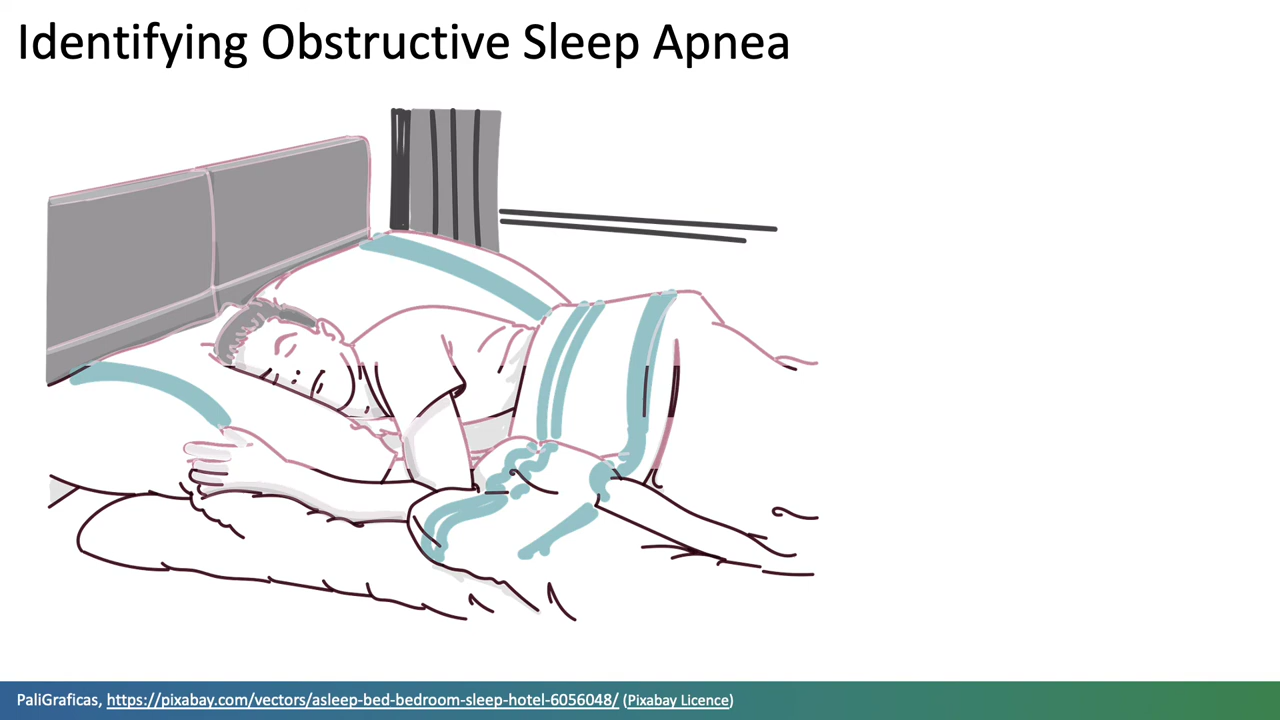 Identifying Obstructive Sleep Apnea
PaliGraficas, https://pixabay.com/vectors/asleep-bed-bedroom-sleep-hotel-6056048/ (Pixabay Licence)